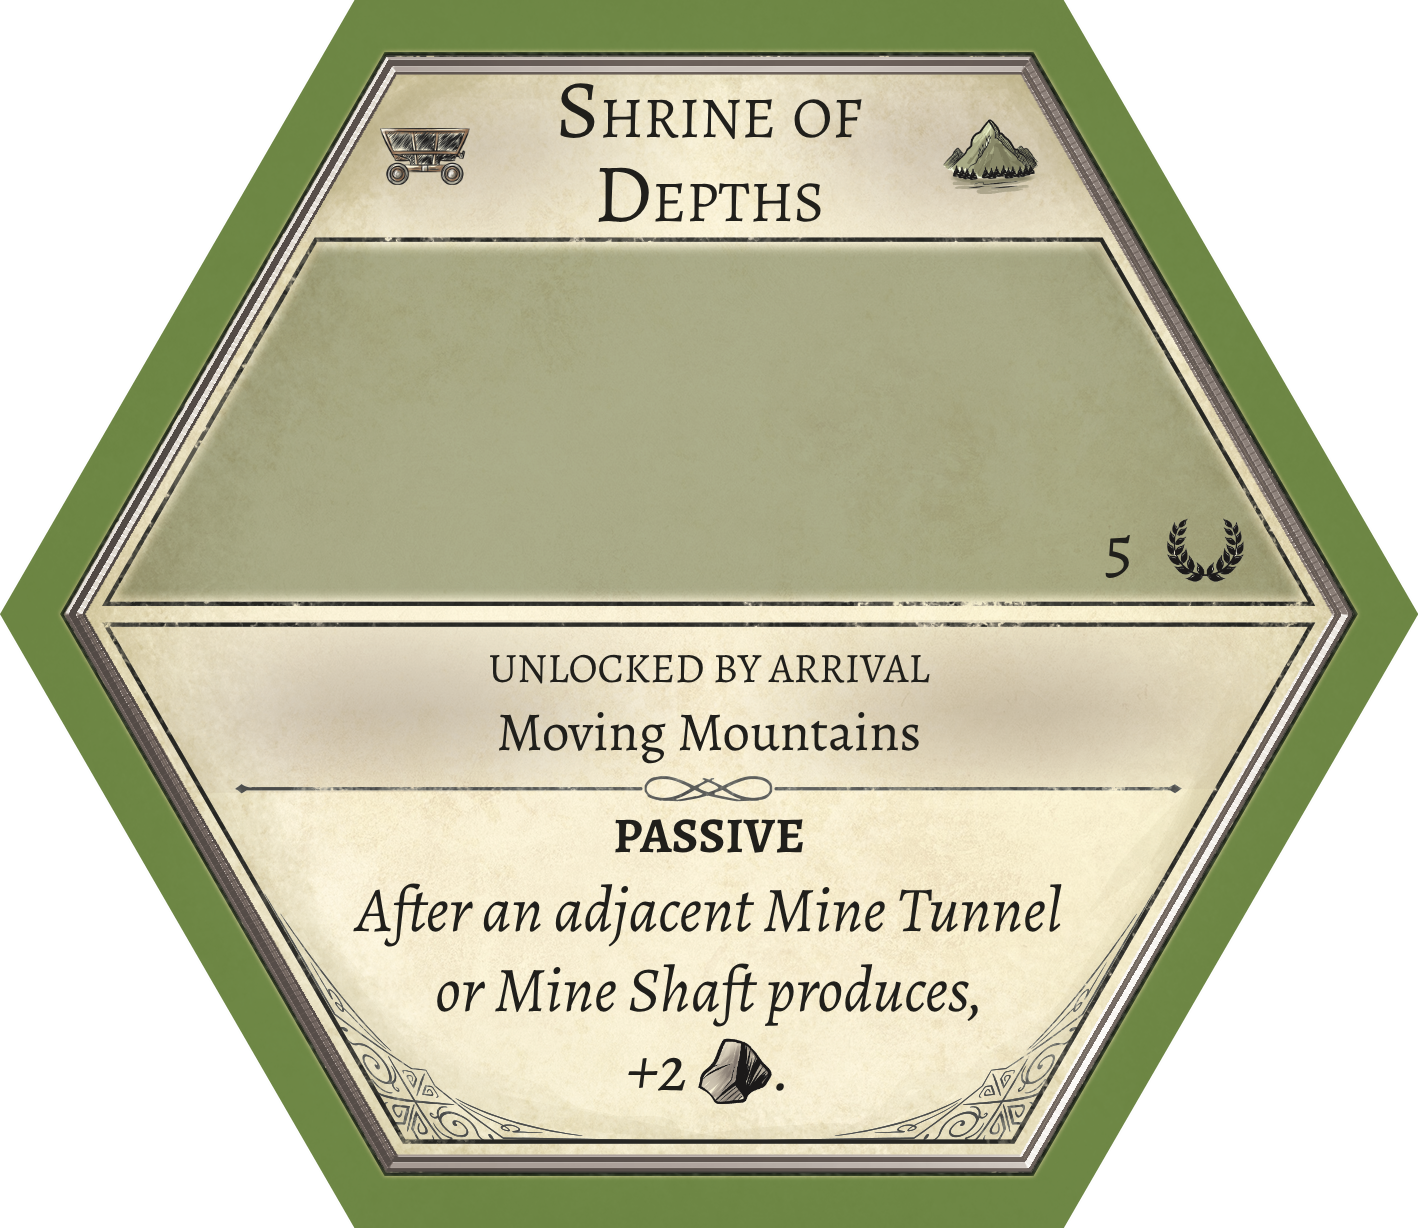 Shrine of
Depths
5
UNLOCKED BY ARRIVAL
Moving Mountains
PASSIVE
After an adjacent Mine Tunnel
or Mine Shaft produces,
+2 .